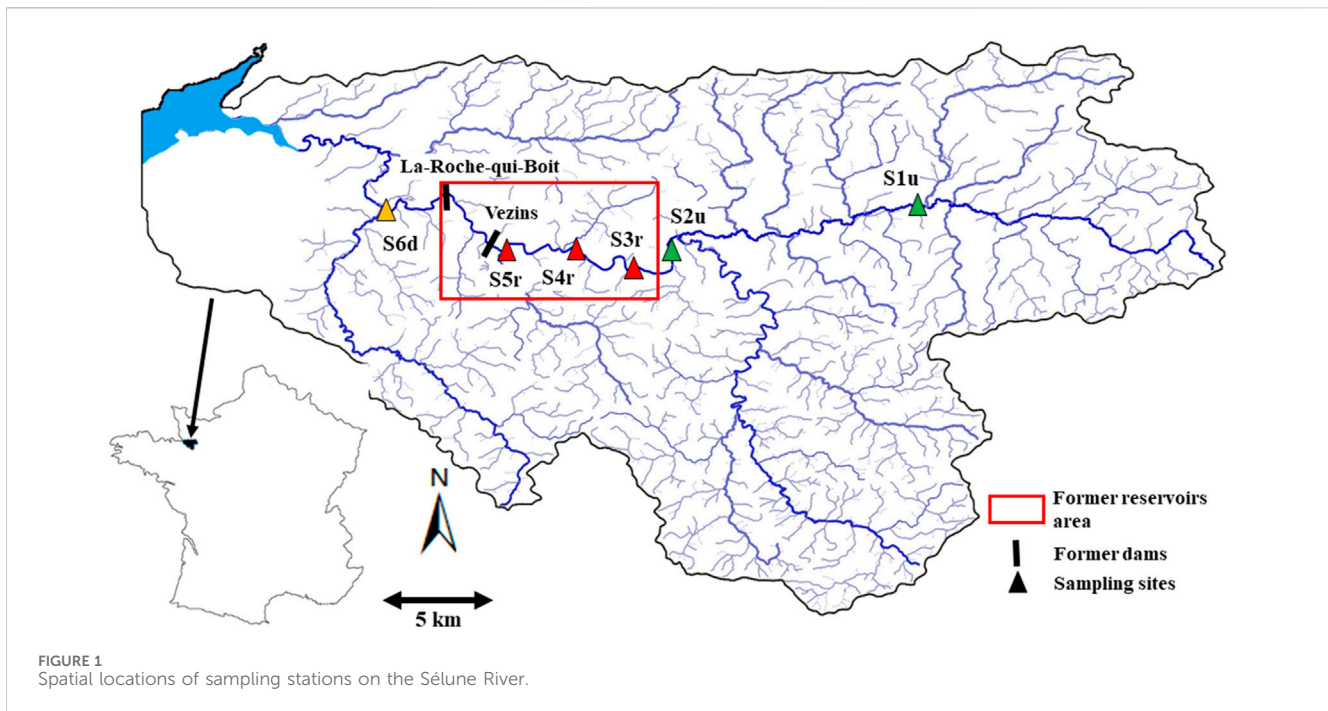 La-Roche-qui-Boit
S1u
Vezins
S2u
S6d
S3r
S5r
S4r
N
Former reservoirs
area
Former dams
Sampling sites
5 km
FIGURE 1
Spatial locations of sampling stations on the Sélune River.